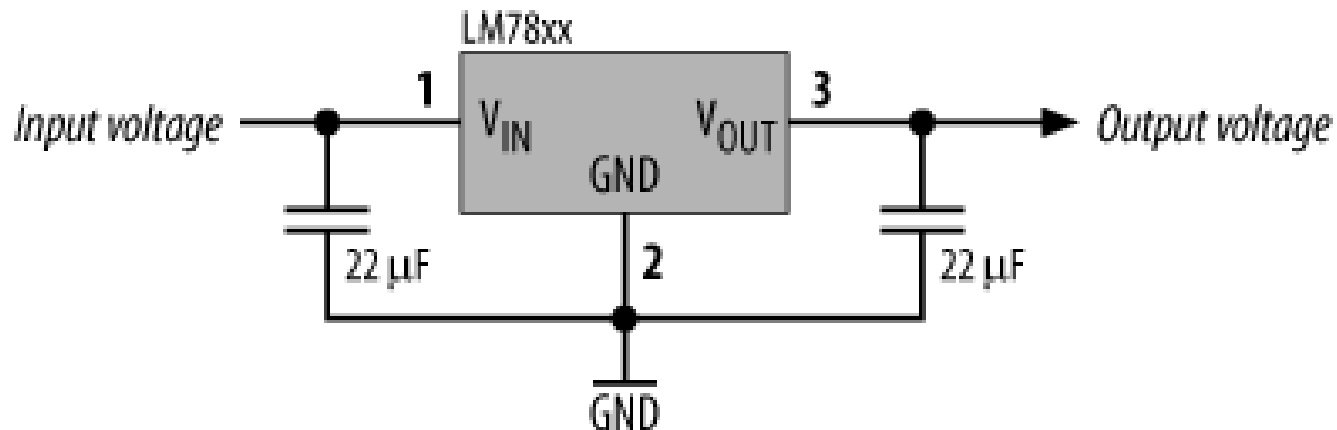 LM78xx
Input voltage
1
V_IN
V_OUT
3
Output voltage
GND
22 µF
2
22 µF
GND